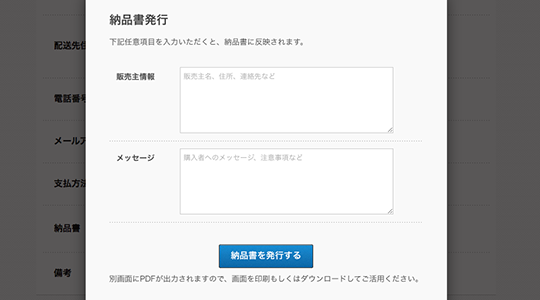 納品書発行
下記任意項目を入力いただくと、納品書に反映されます。
配送先住
販売主情報
販売主名、住所、連絡先など
電話番号
メールア
メッセージ
購入者へのメッセージ、注意事項など
支払方法
納品書
納品書を発行する
備考
別画面にPDFが出力されますので、画面を印刷もしくはダウンロードしてご活用ください。